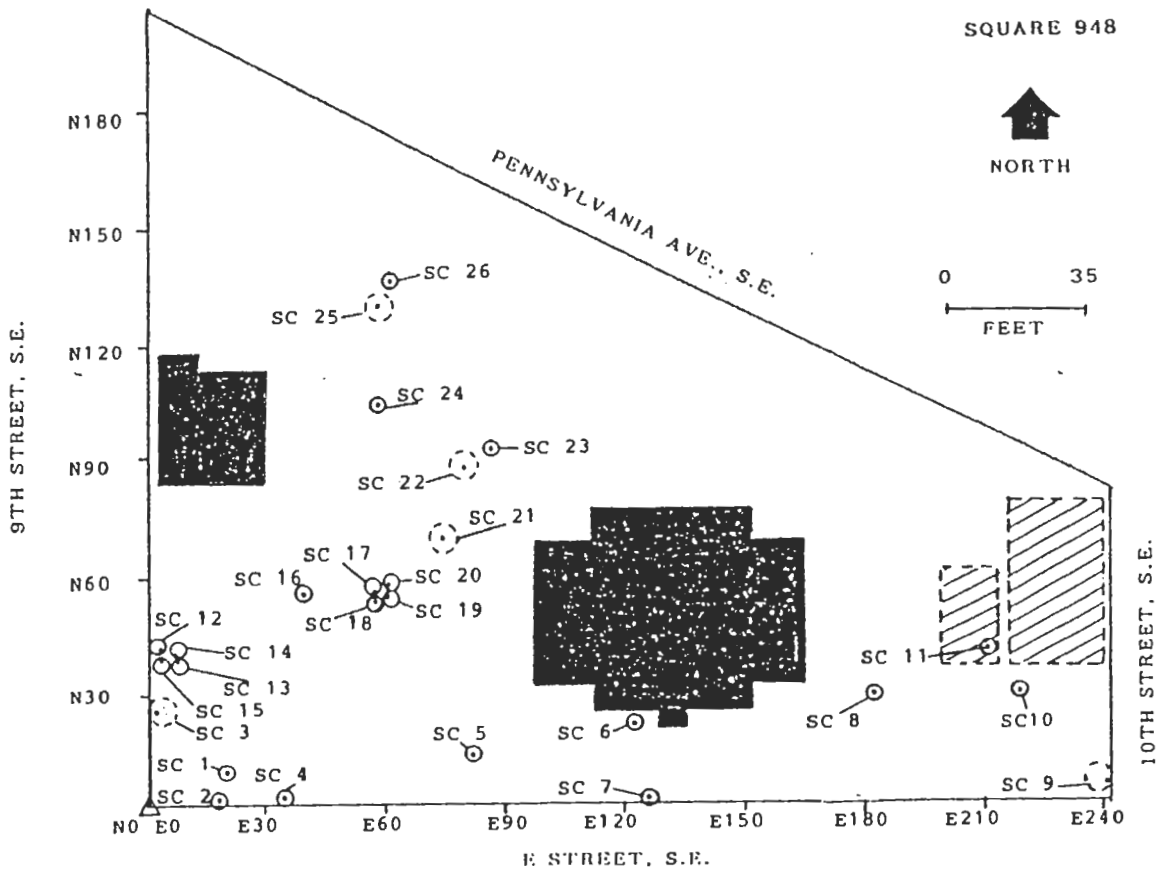 SQUARE 948
NORTH
0 35
FEET
PENNSYLVANIA AVE., S.E.
9TH STREET, S.E.
10TH STREET, S.E.
N180
N150
N120
N90
N60
N30
SC 26
SC 25
SC 24
SC 23
SC 22
SC 21
SC 17
SC 16
SC 20
SC 18
SC 19
SC 12
SC 14
SC 11
SC 13
SC 15
SC 8
SC10
SC 3
SC 5
SC 6
SC 1
SC 4
SC 7
SC 9
SC 2
N0 E0 E30 E60 E90 E120 E150 E180 E210 E240
E STREET, S.E.